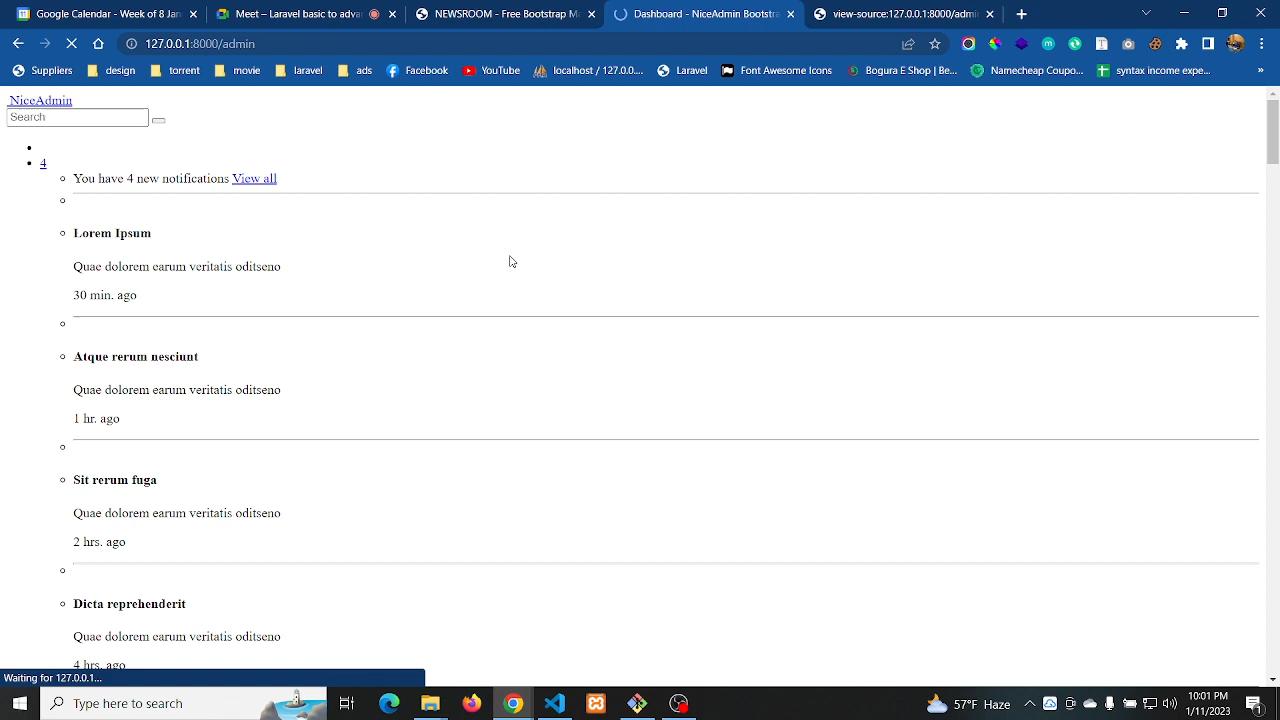 Google Calendar - Week of 8 Jan
Meet – Laravel basic to adva
NEWSROOM - Free Bootstrap Me
Dashboard - NiceAdmin Bootstra
view-source:127.0.0.1:8000/admi
127.0.0.1:8000/admin
Suppliers
design
torrent
movie
laravel
ads
Facebook
YouTube
localhost / 127.0....
Laravel
Font Awesome Icons
Bogura E Shop | Be...
Namecheap Coupo...
syntax income expe...
NiceAdmin
Search
4
You have 4 new notifications View all
Lorem Ipsum
Quae dolorem earum veritatis oditseno
30 min. ago
Atque rerum nesciunt
Quae dolorem earum veritatis oditseno
1 hr. ago
Sit rerum fuga
Quae dolorem earum veritatis oditseno
2 hrs. ago
Dicta reprehenderit
Quae dolorem earum veritatis oditseno
4 hrs. ago
Waiting for 127.0.0.1...
Type here to search
57°F Haze
10:01 PM
1/11/2023